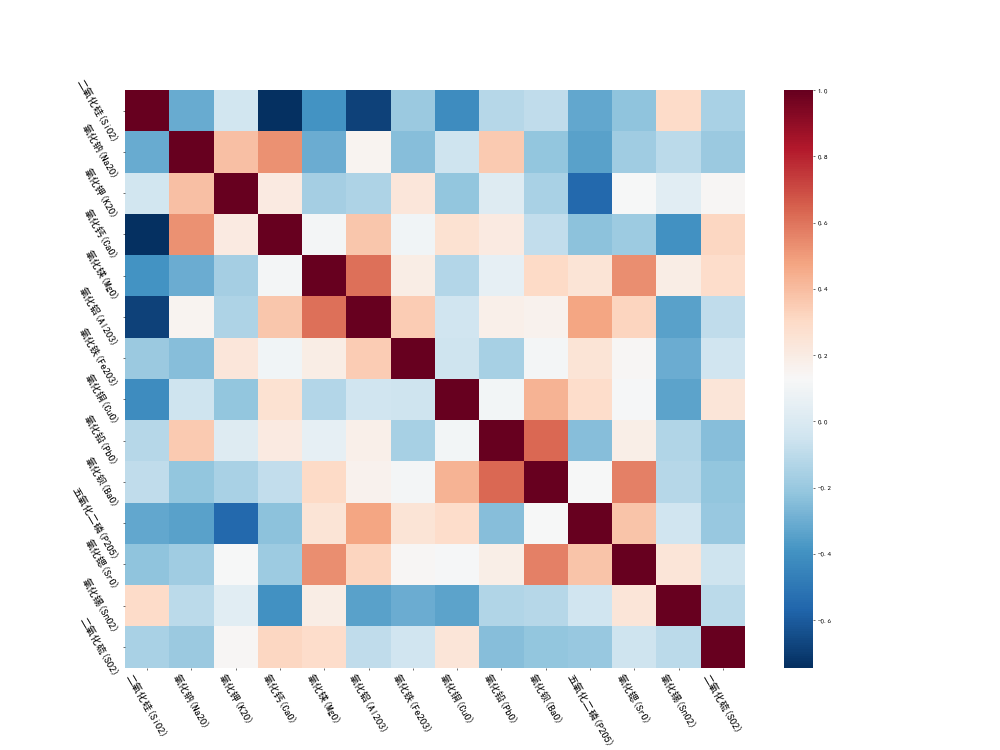 二氧化硅(SiO2)
氧化钠(Na2O)
氧化钾(K2O)
氧化钙(CaO)
氧化镁(MgO)
氧化铝(Al2O3)
氧化铁(Fe2O3)
氧化铜(CuO)
氧化铅(PbO)
氧化钡(BaO)
五氧化二磷(P2O5)
氧化锶(SrO)
氧化锡(SnO2)
二氧化硫(SO2)
二氧化硅(SiO2)
氧化钠(Na2O)
氧化钾(K2O)
氧化钙(CaO)
氧化镁(MgO)
氧化铝(Al2O3)
氧化铁(Fe2O3)
氧化铜(CuO)
氧化铅(PbO)
氧化钡(BaO)
五氧化二磷(P2O5)
氧化锶(SrO)
氧化锡(SnO2)
二氧化硫(SO2)
1.0
0.8
0.6
0.4
0.2
0.0
-0.2
-0.4
-0.6